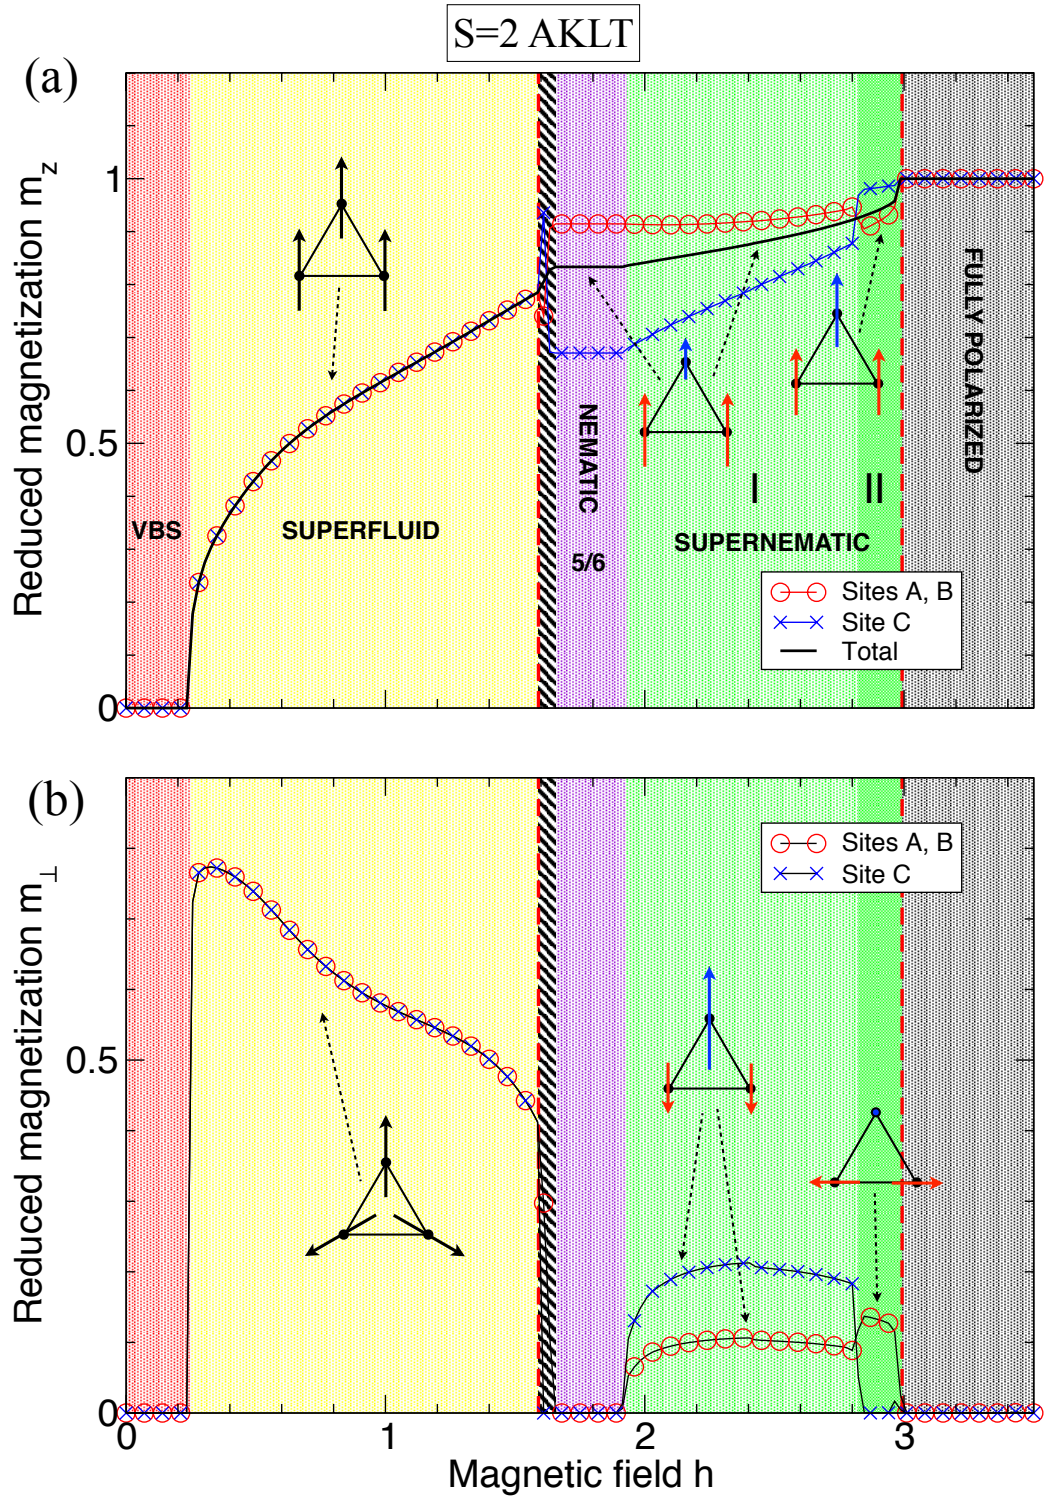 S=2 AKLT
(a)
Reduced magnetization m_z
1
0.5
0
VBS
SUPERFLUID
NEMATIC
5/6
SUPERNEMATIC
I
II
FULLY POLARIZED
Sites A, B
Site C
Total
(b)
Reduced magnetization m_⊥
0.5
0
Sites A, B
Site C
0
1
2
3
Magnetic field h